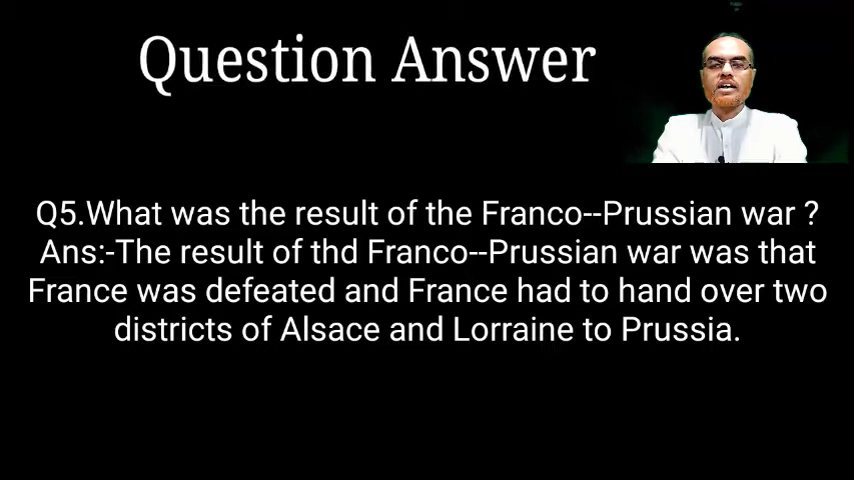 Question Answer
Q5.What was the result of the Franco--Prussian war ?
Ans:-The result of thd Franco--Prussian war was that
France was defeated and France had to hand over two
districts of Alsace and Lorraine to Prussia.